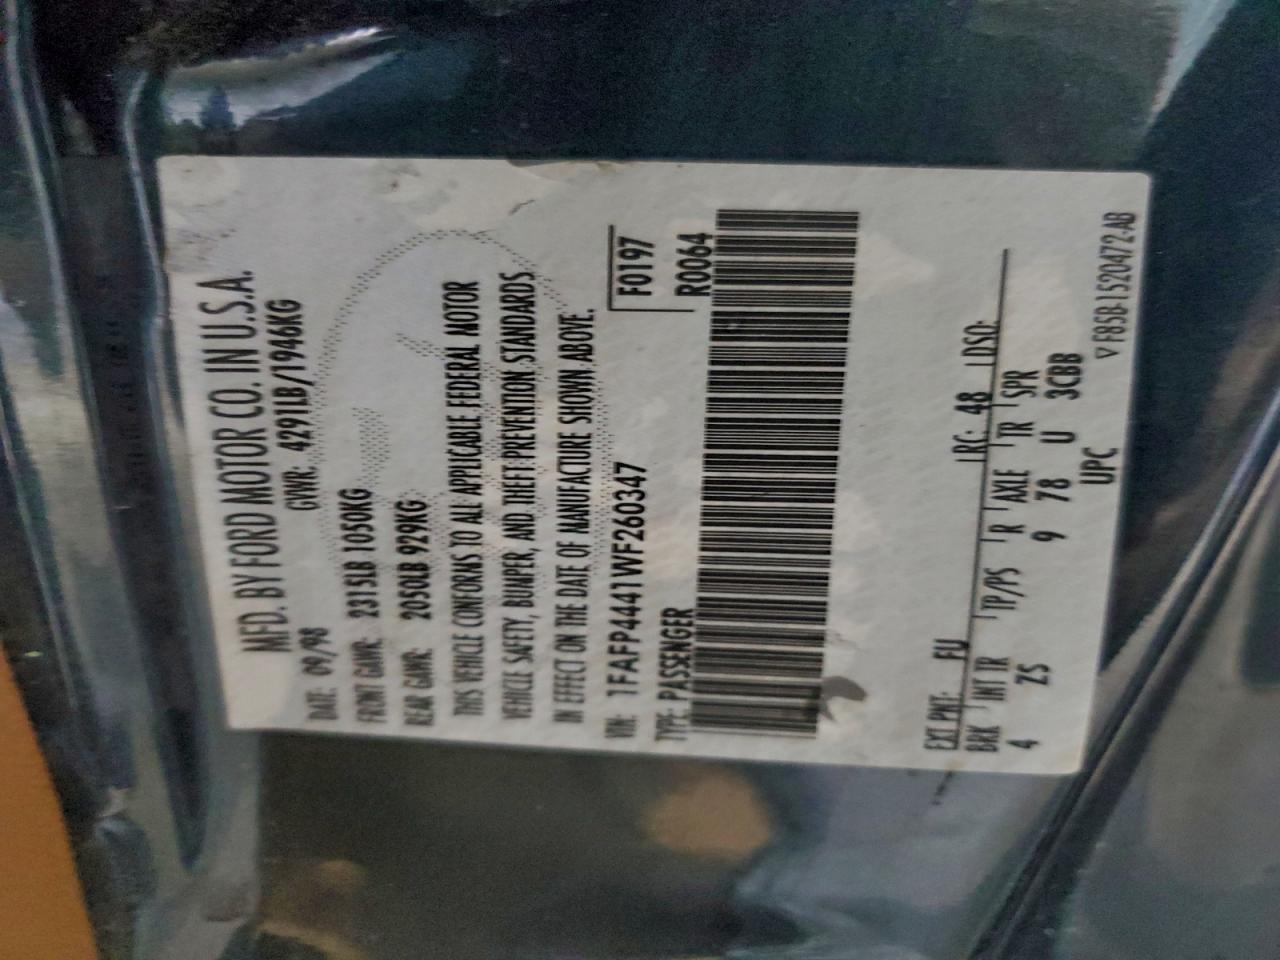 MFD. BY FORD MOTOR CO. IN U.S.A.
DATE: 09/98 GVWR: 4291LB/1946KG
FRONT GAWR: 2315LB 1050KG
REAR GAWR: 2050LB 929KG
THIS VEHICLE CONFORMS TO ALL APPLICABLE FEDERAL MOTOR
VEHICLE SAFETY, BUMPER, AND THEFT PREVENTION STANDARDS
IN EFFECT ON THE DATE OF MANUFACTURE SHOWN ABOVE.
VIN: 1FAFP4441WF260347 F0197
TYPE: PASSENGER R0064
EXT PNT: FU RC: 48 DSO:
BRK INT TR TP/PS R AXLE TR SPR
4 ZS 9 78 U 3CBB
UPC
▽F85B-1520472-AB